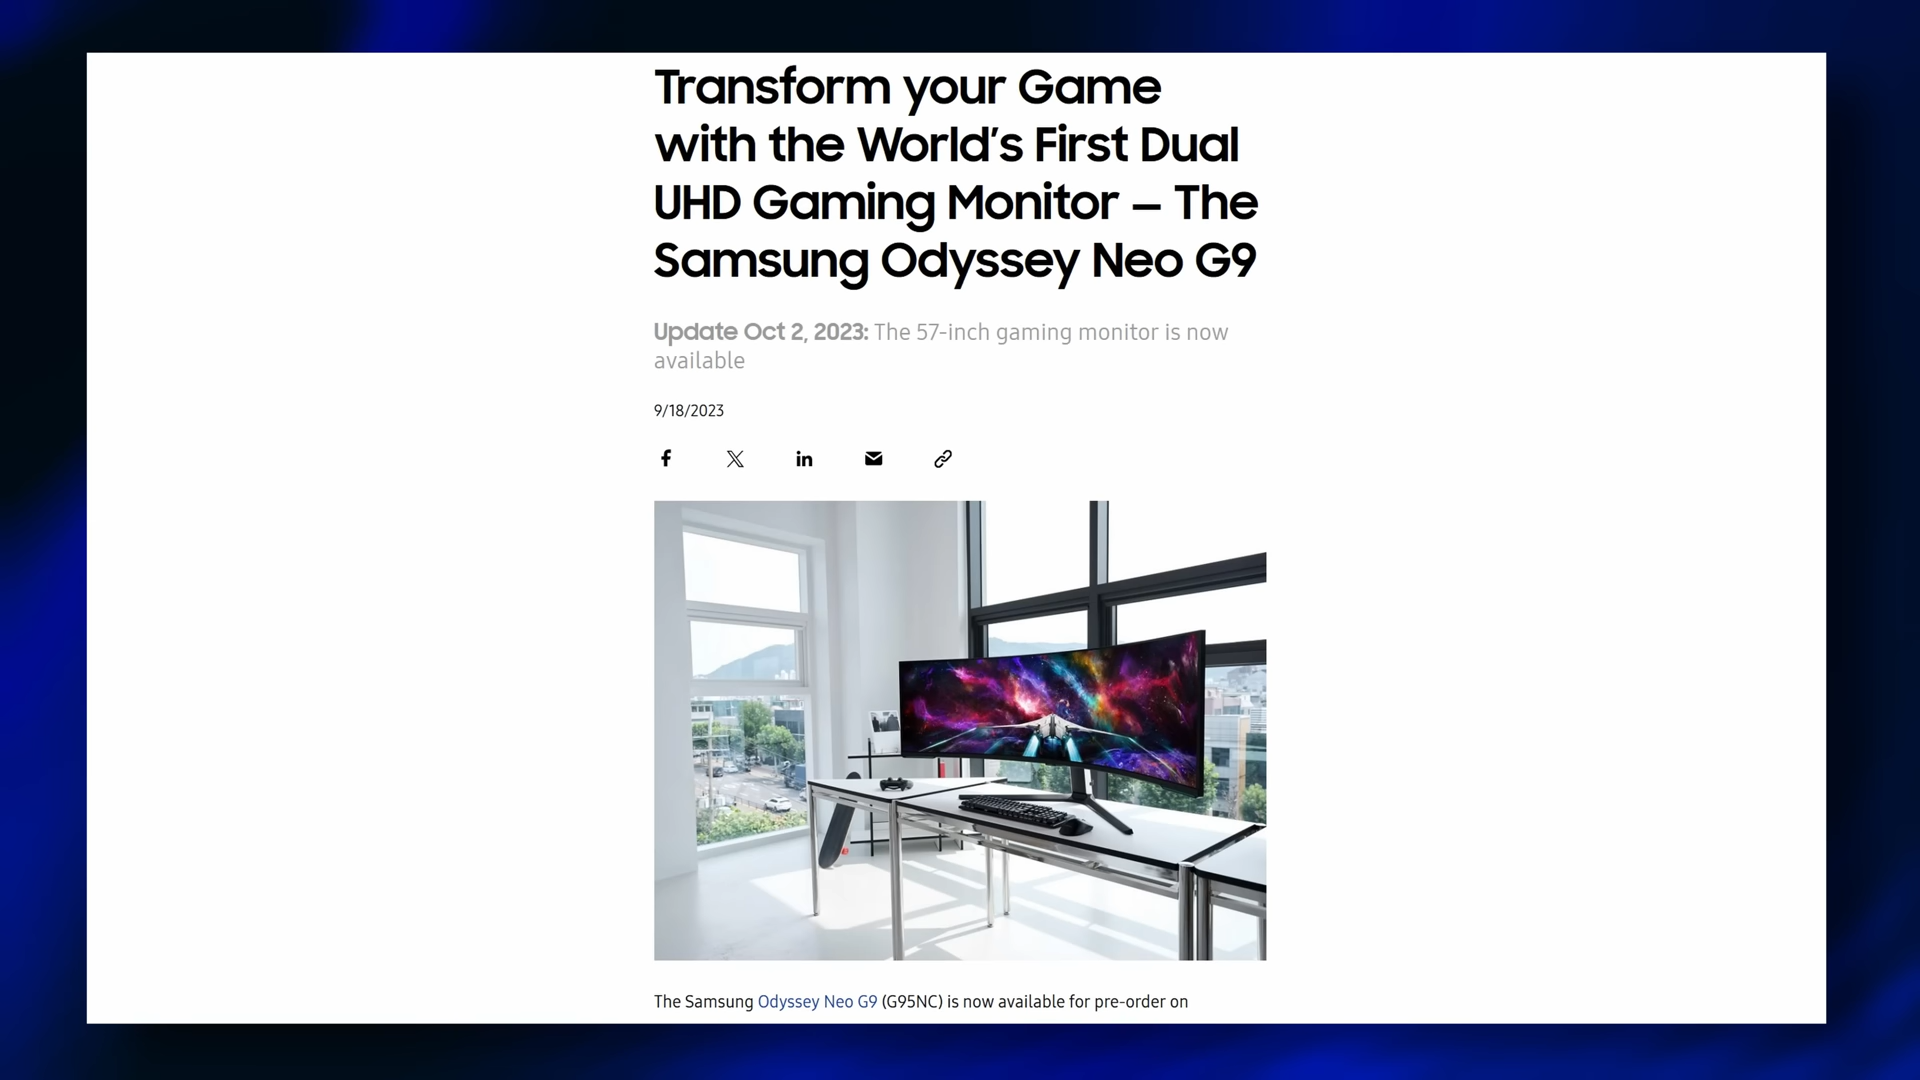 Transform your Game
with the World’s First Dual
UHD Gaming Monitor – The
Samsung Odyssey Neo G9
Update Oct 2, 2023: The 57-inch gaming monitor is now
available
9/18/2023
The Samsung Odyssey Neo G9 (G95NC) is now available for pre-order on